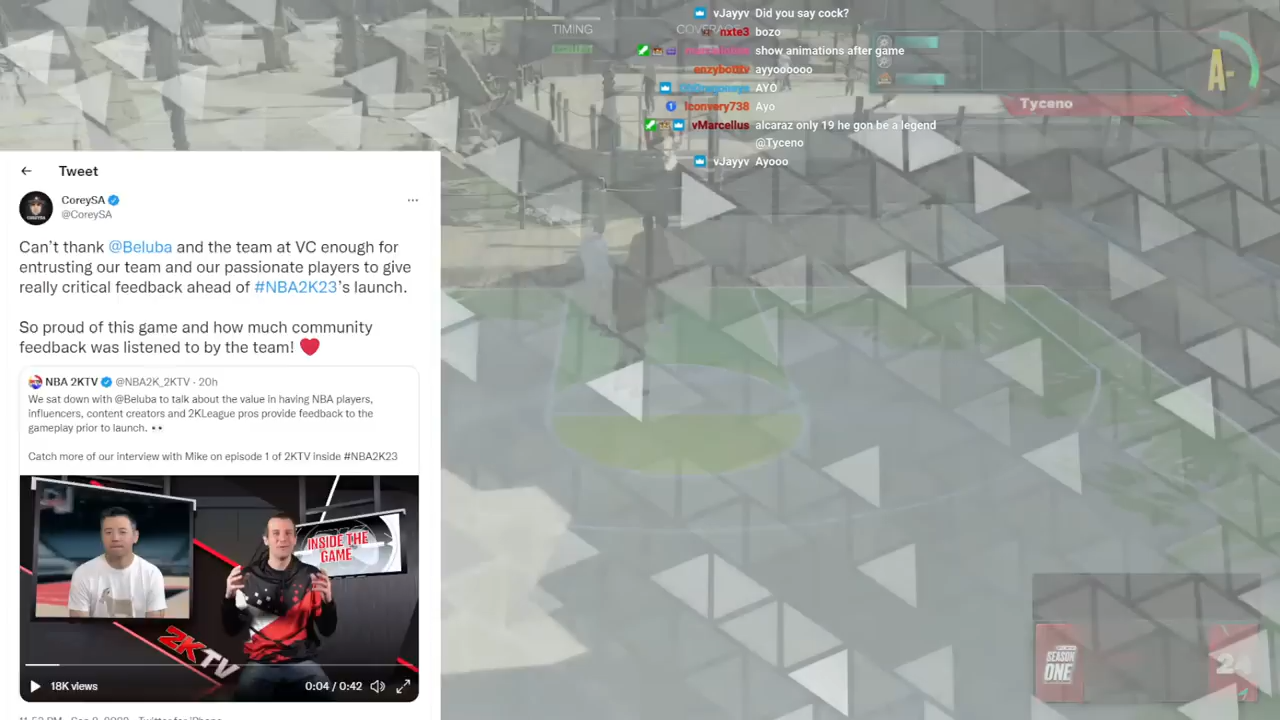 TIMING
COVERAGE
vJayyv Did you say cock?
nxte3 bozo
show animations after game
ayyoooooo
AYO
1convery738 Ayo
vMarcellus alcaraz only 19 he gon be a legend
@Tyceno
vJayyv Ayooo
A-
Tyceno
Tweet
CoreySA
@CoreySA
Can't thank @Beluba and the team at VC enough for
entrusting our team and our passionate players to give
really critical feedback ahead of #NBA2K23's launch.
So proud of this game and how much community
feedback was listened to by the team!
NBA 2KTV @NBA2K_2KTV · 20h
We sat down with @Beluba to talk about the value in having NBA players,
influencers, content creators and 2KLeague pros provide feedback to the
gameplay prior to launch.
Catch more of our interview with Mike on episode 1 of 2KTV inside #NBA2K23
INSIDE THE
GAME
2KTV
18K views
0:04 / 0:42
SEASON
ONE
24